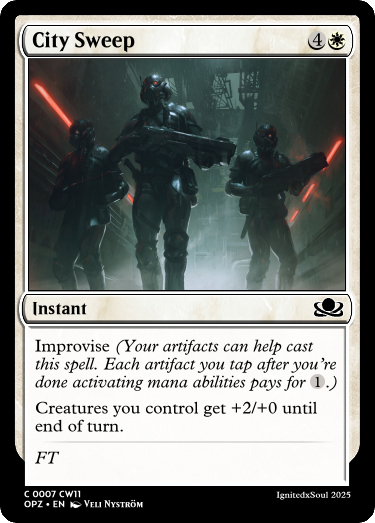 City Sweep 4
Instant
Improvise (Your artifacts can help cast
this spell. Each artifact you tap after you're
done activating mana abilities pays for 1.)
Creatures you control get +2/+0 until
end of turn.
FT
C 0007 CW11
OPZ • EN VELI NYSTRÖM
IgnitedxSoul 2025